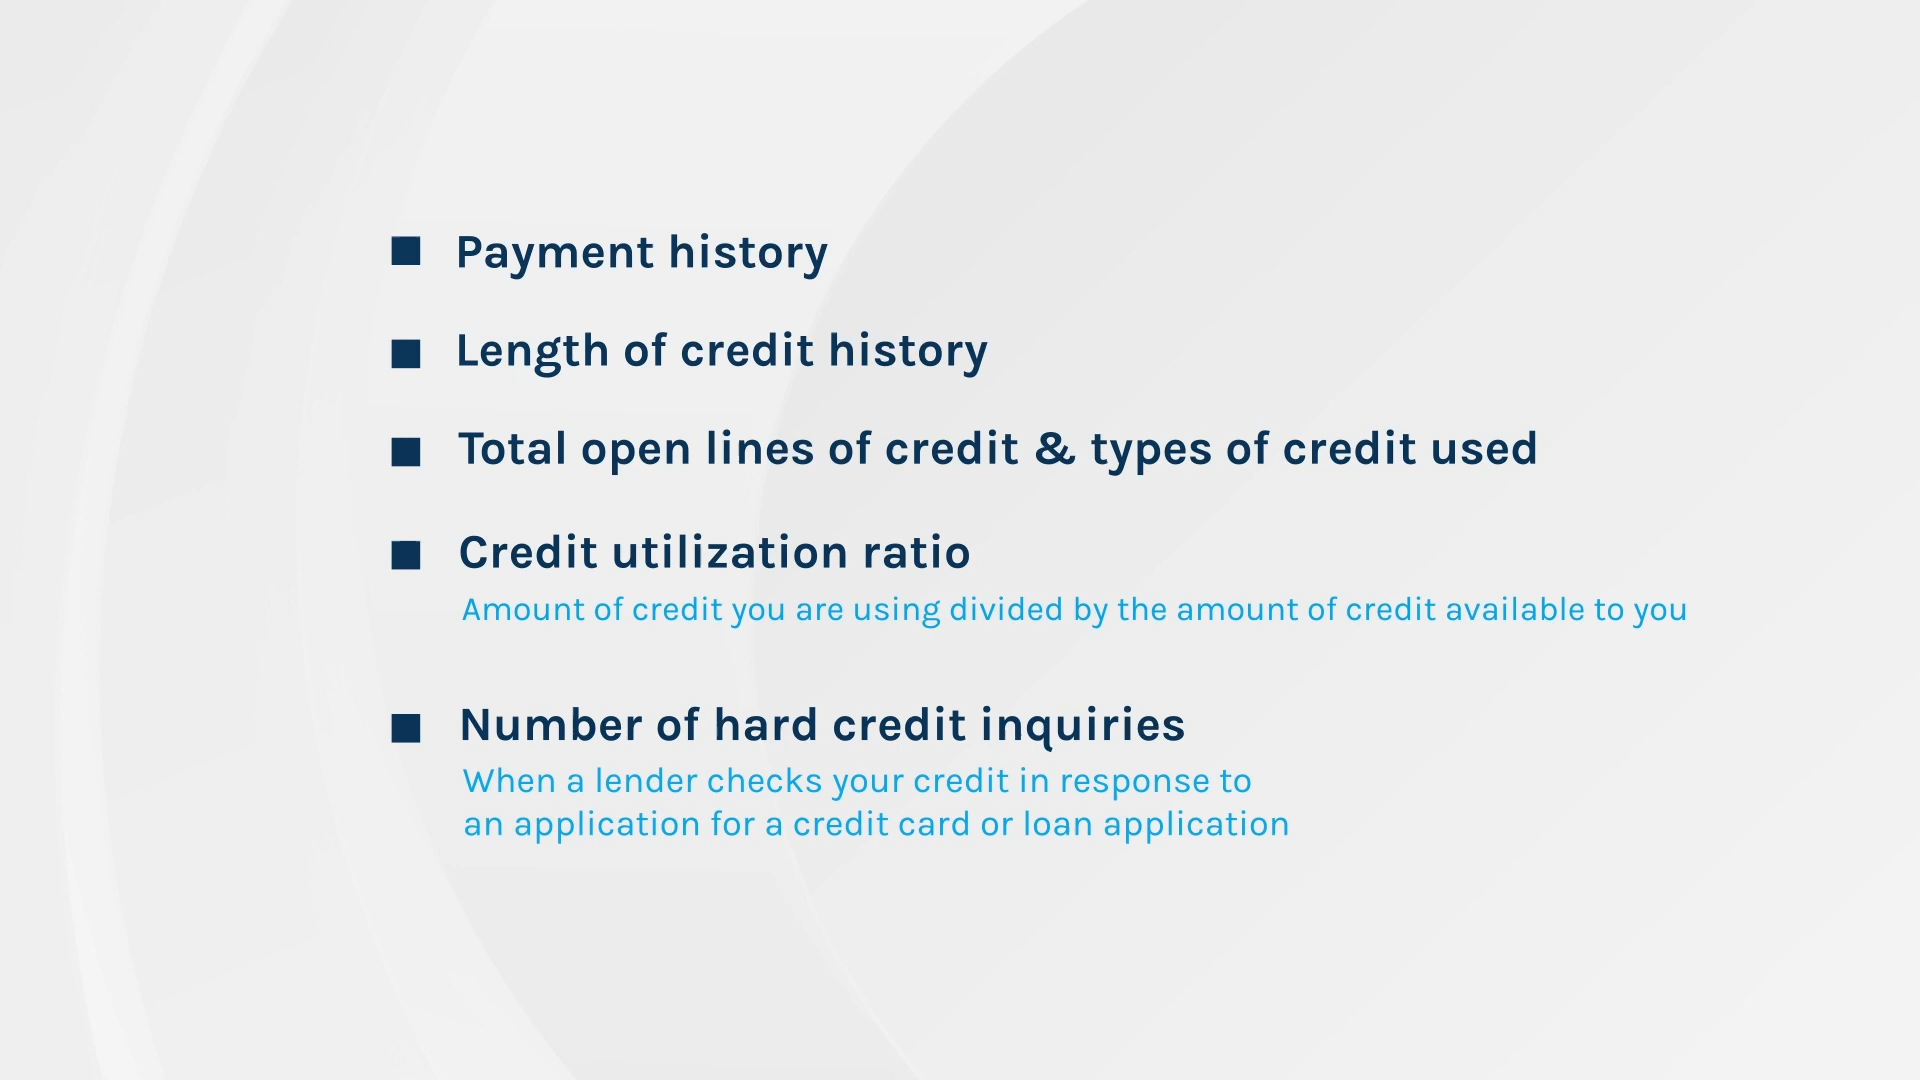 Payment history
Length of credit history
Total open lines of credit & types of credit used
Credit utilization ratio
Amount of credit you are using divided by the amount of credit available to you
Number of hard credit inquiries
When a lender checks your credit in response to
an application for a credit card or loan application